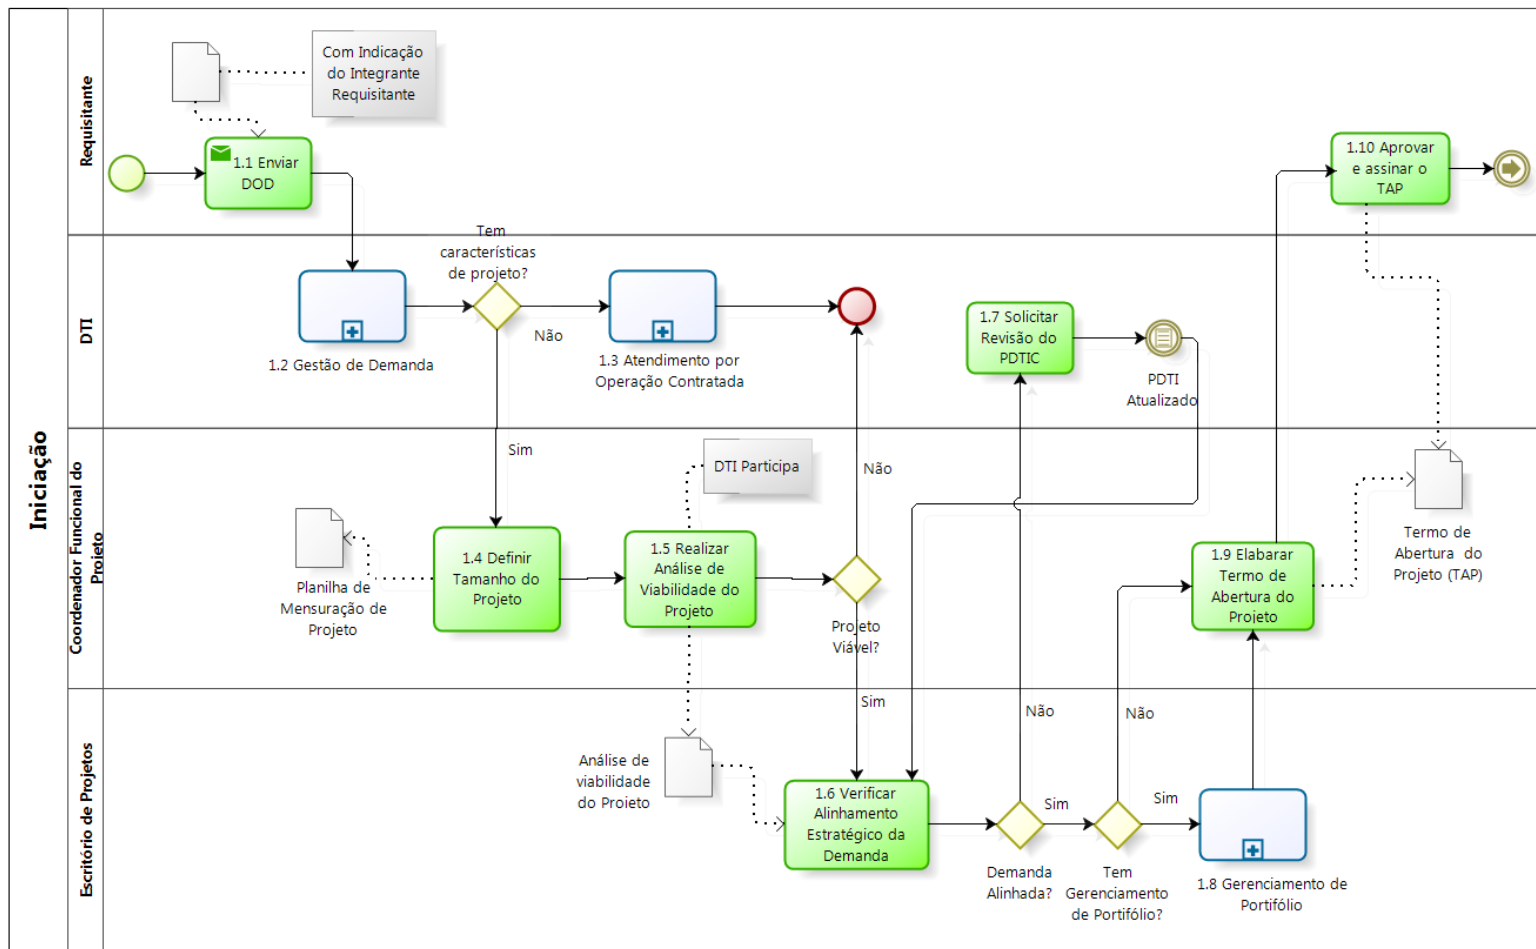 Iniciação
Requisitante
Com Indicação
do Integrante
Requisitante
1.1 Enviar
DOD
1.10 Aprovar
e assinar o
TAP
DTI
Tem
características
de projeto?
Não
Sim
1.2 Gestão de Demanda
1.3 Atendimento por
Operação Contratada
1.7 Solicitar
Revisão do
PDTIC
PDTI
Atualizado
Coordenador Funcional do
Projeto
DTI Participa
Não
Planilha de
Mensuração de
Projeto
1.4 Definir
Tamanho do
Projeto
1.5 Realizar
Análise de
Viabilidade do
Projeto
Projeto
Viável?
1.9 Elabarar
Termo de
Abertura do
Projeto
Termo de
Abertura do
Projeto (TAP)
Escritório de Projetos
Sim
Não
Não
Análise de
viabilidade
do Proieto
1.6 Verificar
Alinhamento
Estratégico da
Demanda
Sim
Sim
Demanda
Alinhada?
Tem
Gerenciamento
de Portifólio?
1.8 Gerenciamento de
Portifólio